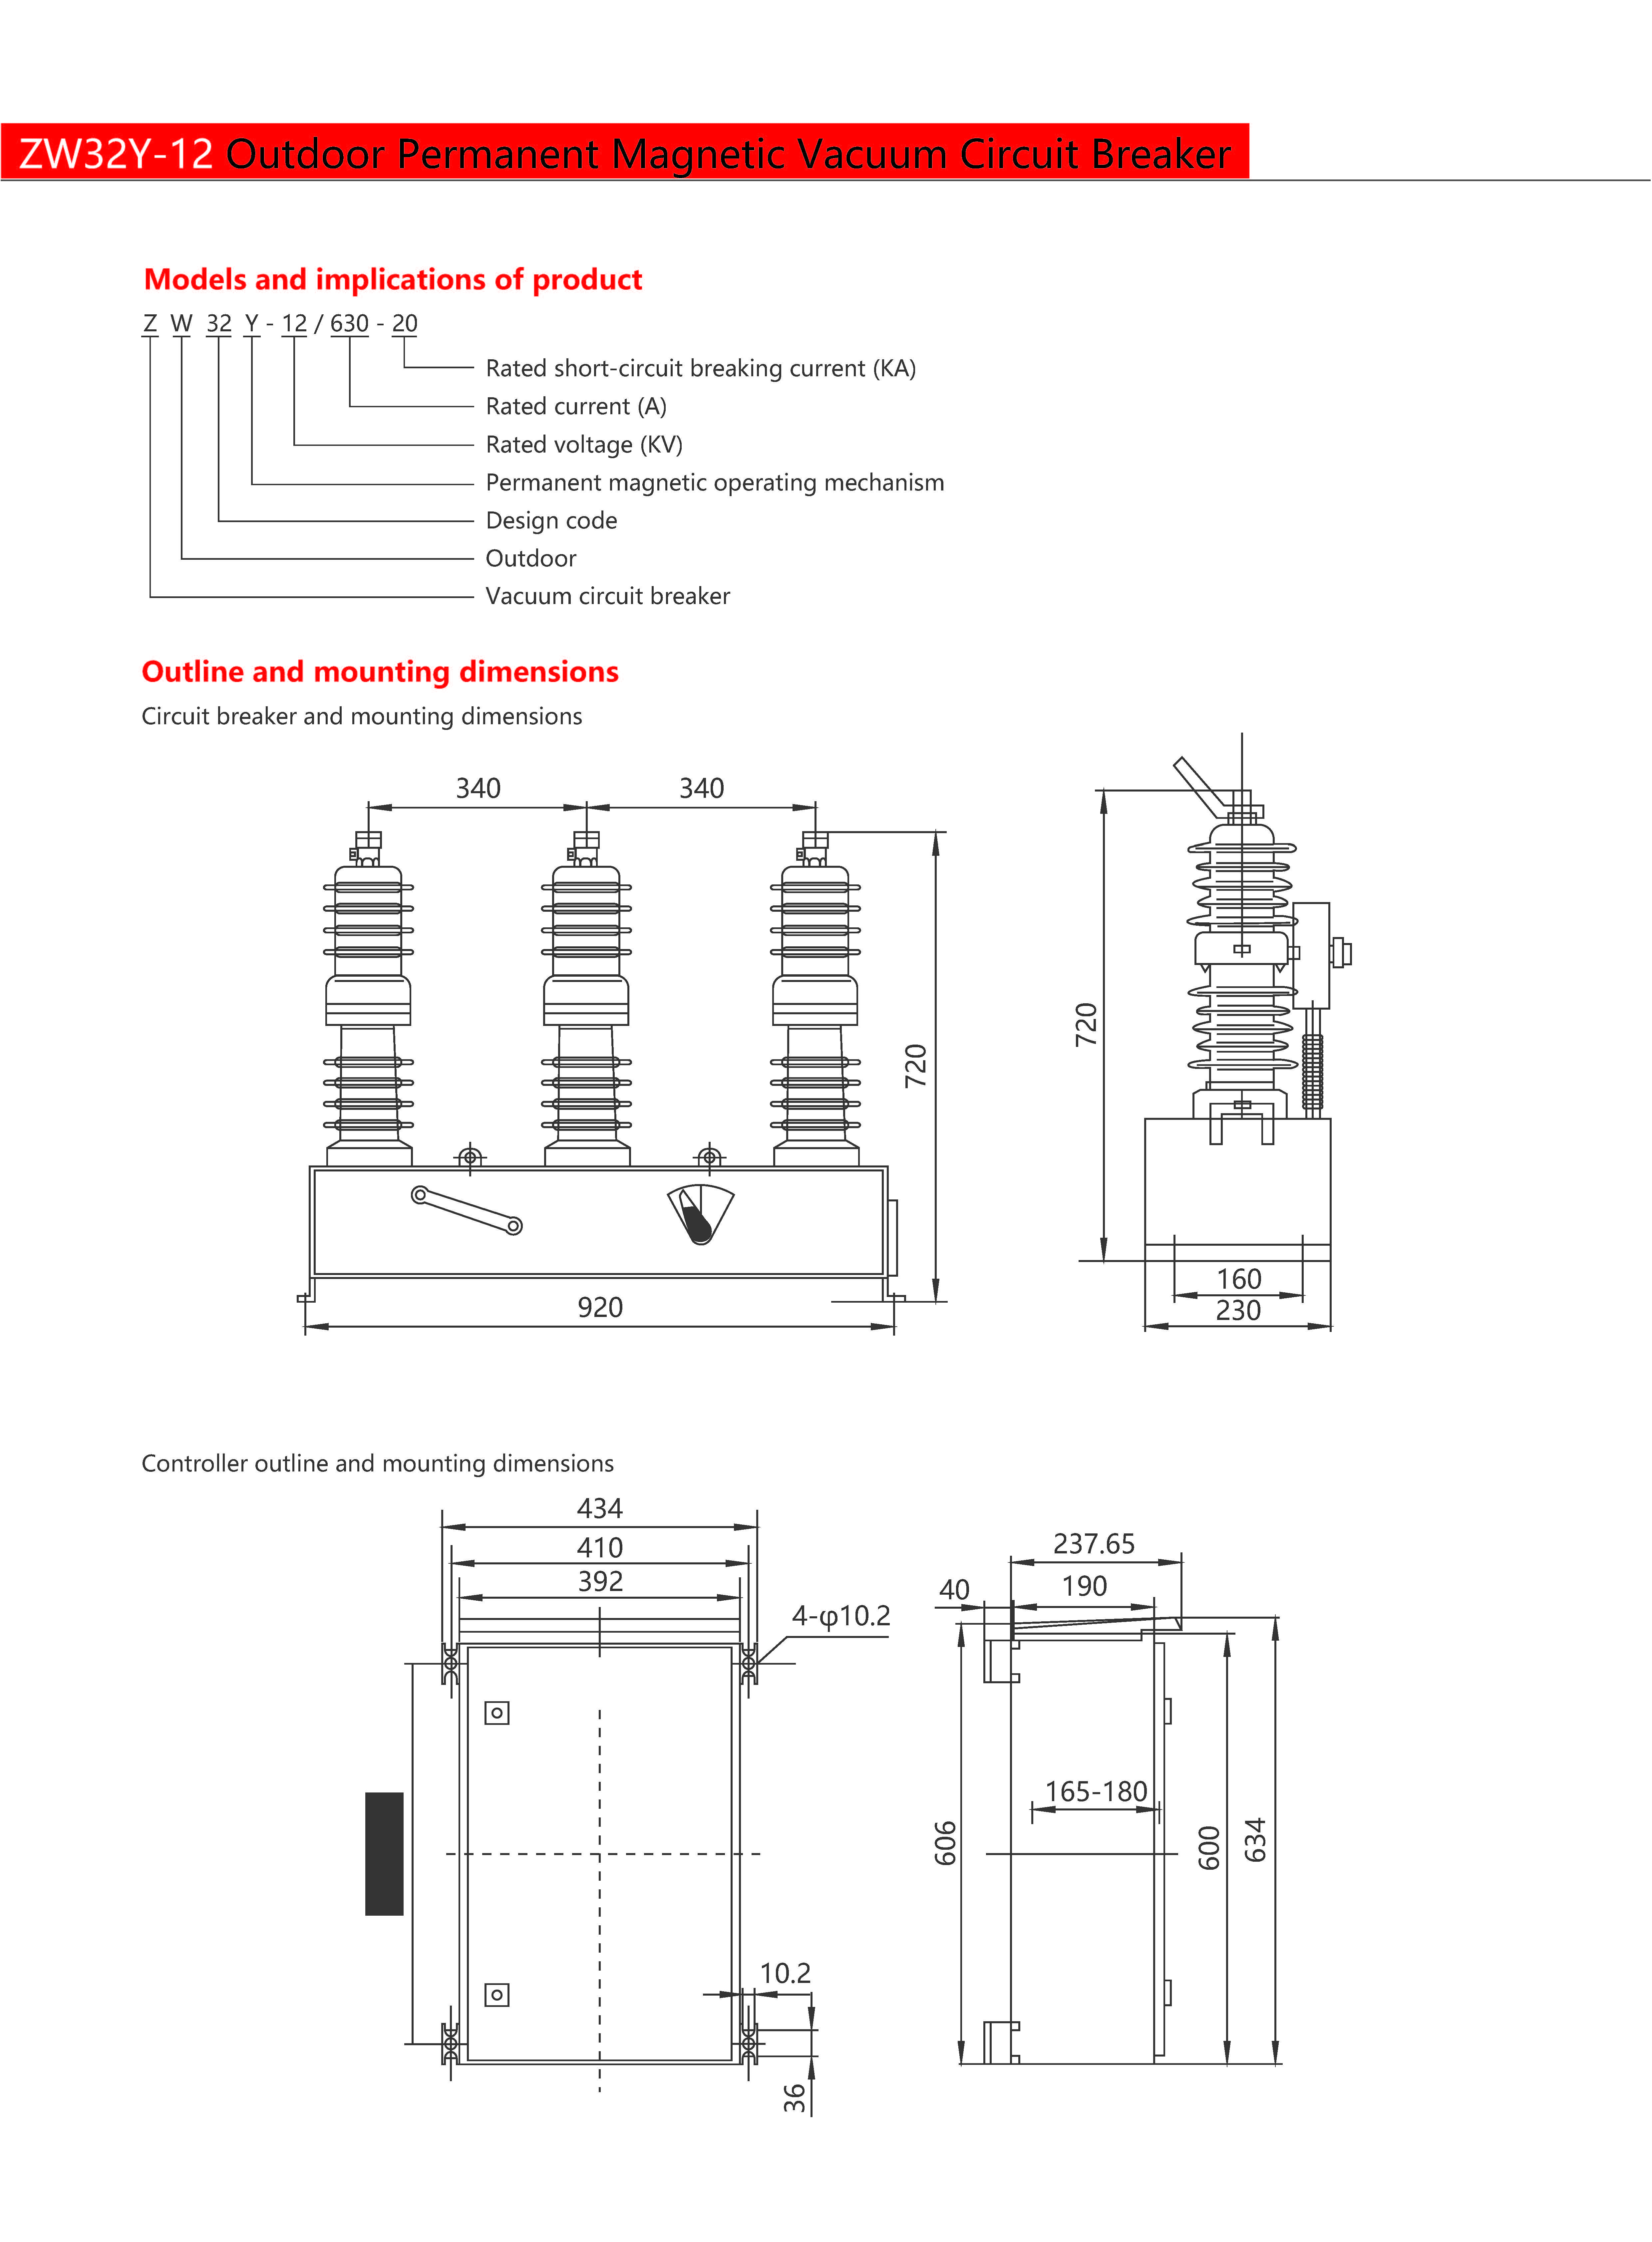 ZW32Y-12 Outdoor Permanent Magnetic Vacuum Circuit Breaker
Models and implications of product
Z W 32 Y - 12 / 630 - 20
Rated short-circuit breaking current (KA)
Rated current (A)
Rated voltage (KV)
Permanent magnetic operating mechanism
Design code
Outdoor
Vacuum circuit breaker
Outline and mounting dimensions
Circuit breaker and mounting dimensions
340 340
720
920
720
160
230
Controller outline and mounting dimensions
434
410
392
4-φ10.2
10.2
36
237.65
40 190
165-180
606
600
634